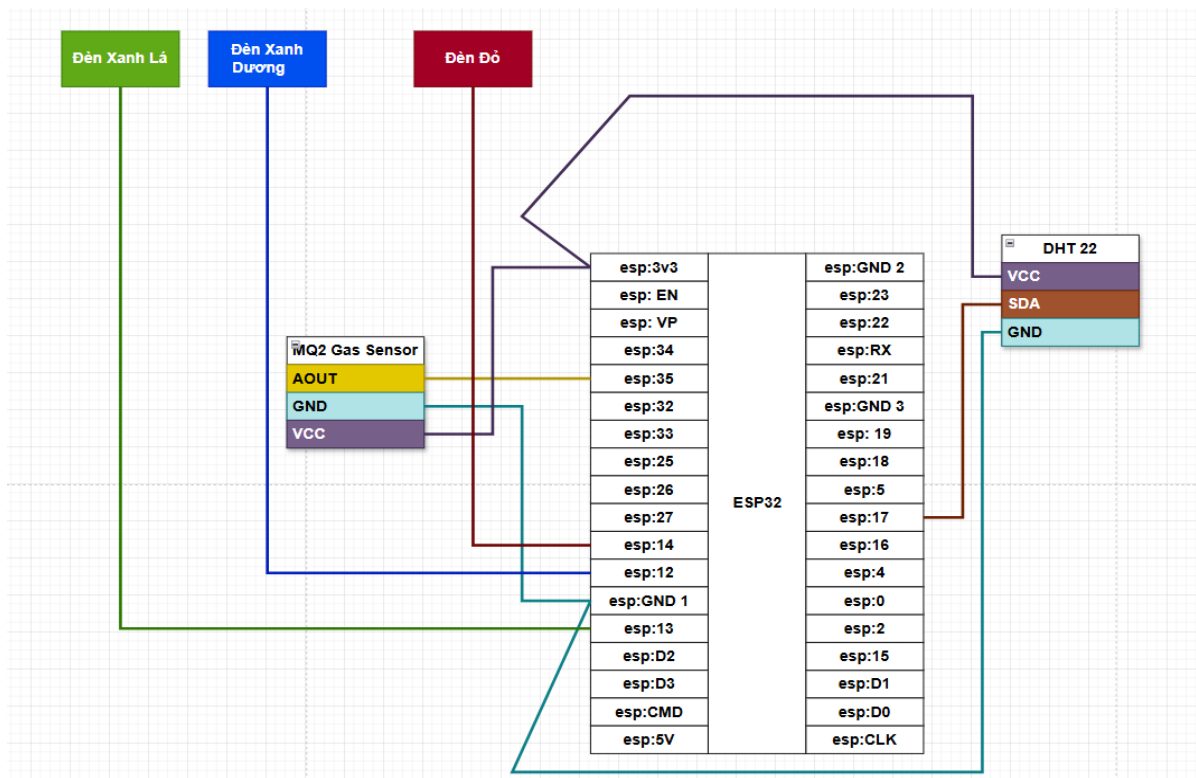 Đèn Xanh Lá
Đèn Xanh
Dương
Đèn Đỏ
MQ2 Gas Sensor
AOUT
GND
VCC
esp:3v3
esp: EN
esp: VP
esp:34
esp:35
esp:32
esp:33
esp:25
esp:26
esp:27
esp:14
esp:12
esp:GND 1
esp:13
esp:D2
esp:D3
esp:CMD
esp:5V
ESP32
esp:GND 2
esp:23
esp:22
esp:RX
esp:21
esp:GND 3
esp: 19
esp:18
esp:5
esp:17
esp:16
esp:4
esp:0
esp:2
esp:15
esp:D1
esp:D0
esp:CLK
DHT 22
VCC
SDA
GND